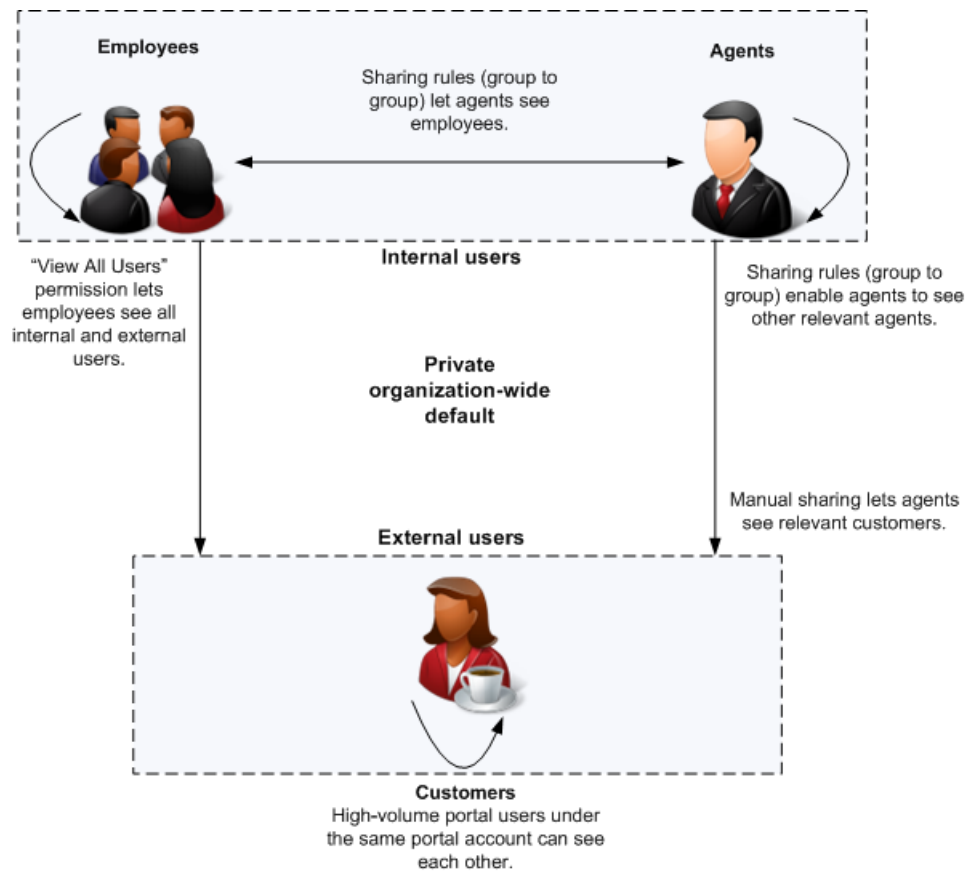 Employees
Agents
Sharing rules (group to
group) let agents see
employees.
Internal users
“View All Users”
permission lets
employees see all
internal and external
users.
Sharing rules (group to
group) enable agents to see
other relevant agents.
Private
organization-wide
default
Manual sharing lets agents
see relevant customers.
External users
Customers
High-volume portal users under
the same portal account can see
each other.